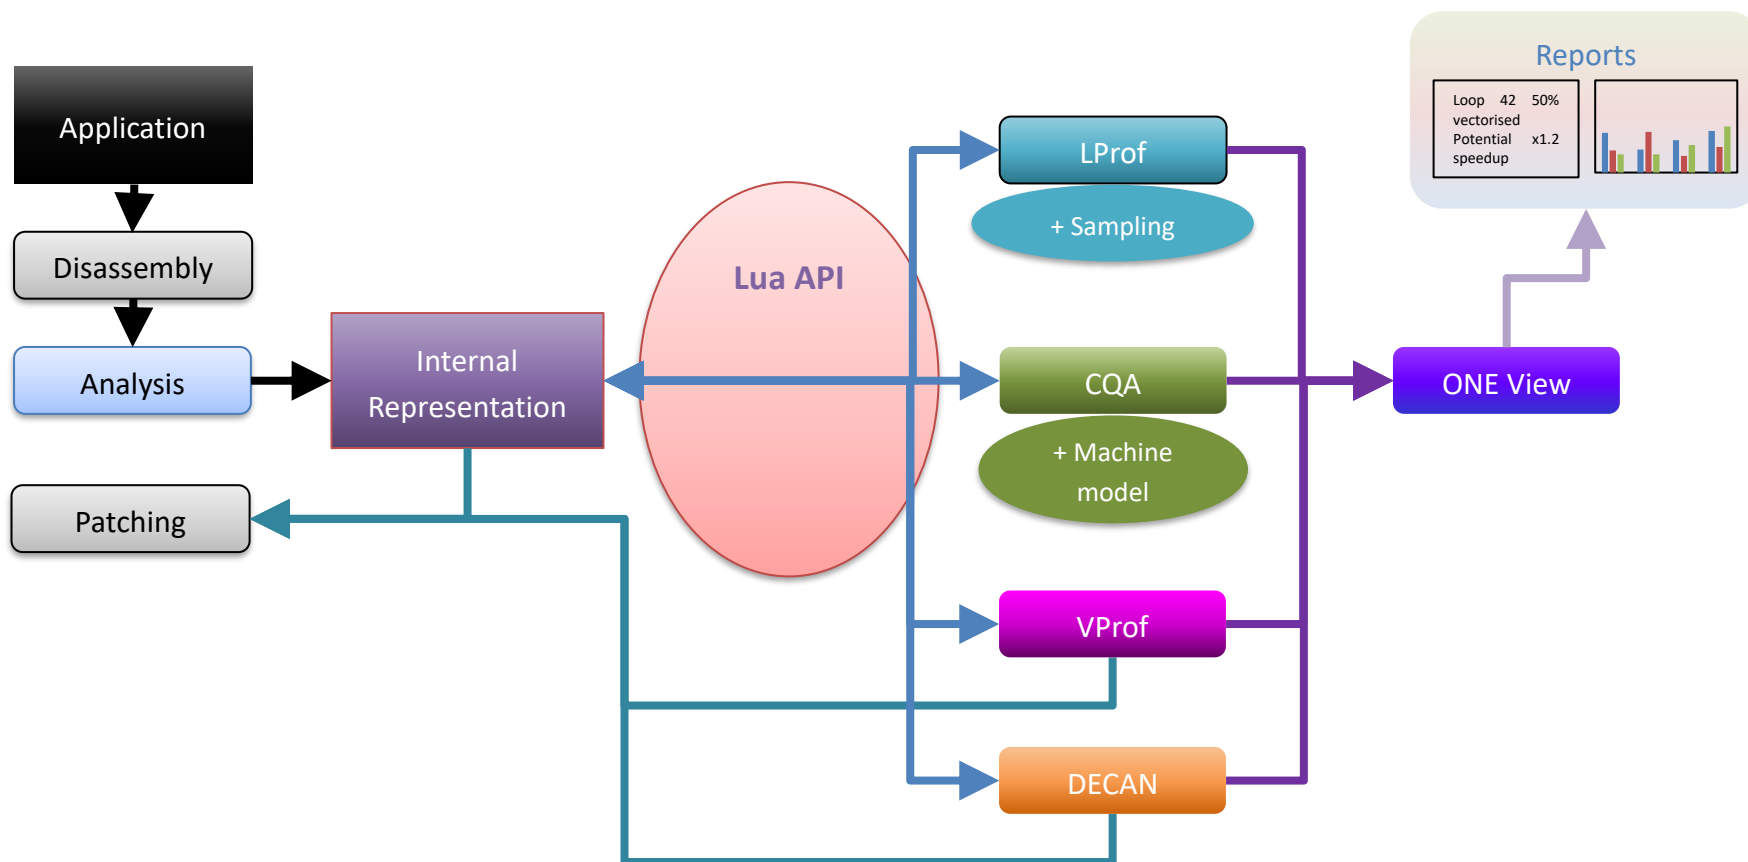 Application
Disassembly
Analysis
Patching
Internal
Representation
Lua API
LProf
+ Sampling
CQA
+ Machine
model
VProf
DECAN
ONE View
Reports
Loop 42 50%
vectorised
Potential x1.2
speedup